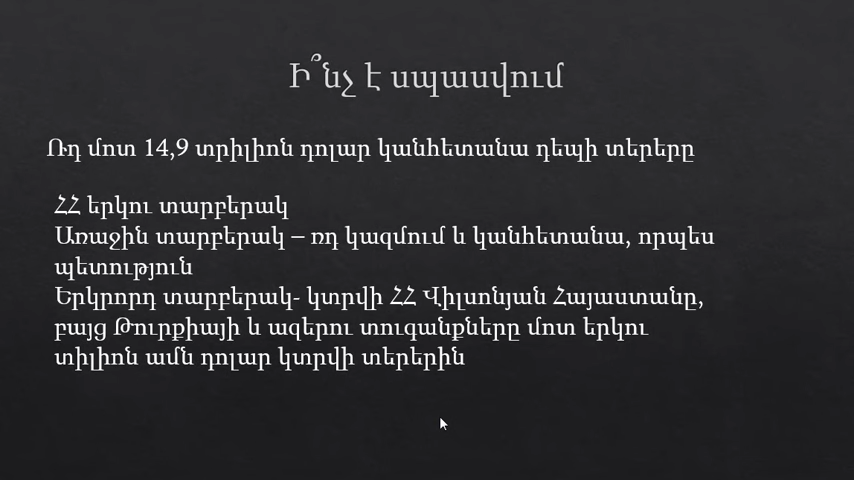 Ի՞նչ է սպասվում
Ռդ մոտ 14,9 տրիլիոն դոլար կանհետանա դեպի տերերը
ՀՀ երկու տարբերակ
Առաջին տարբերակ – ռդ կազմում և կանհետանա, որպես
պետություն
Երկրորդ տարբերակ- կտրվի ՀՀ Վիլսոնյան Հայաստանը,
բայց Թուրքիայի և ազերու տուգանքները մոտ երկու
տիլիոն ամն դոլար կտրվի տերերին